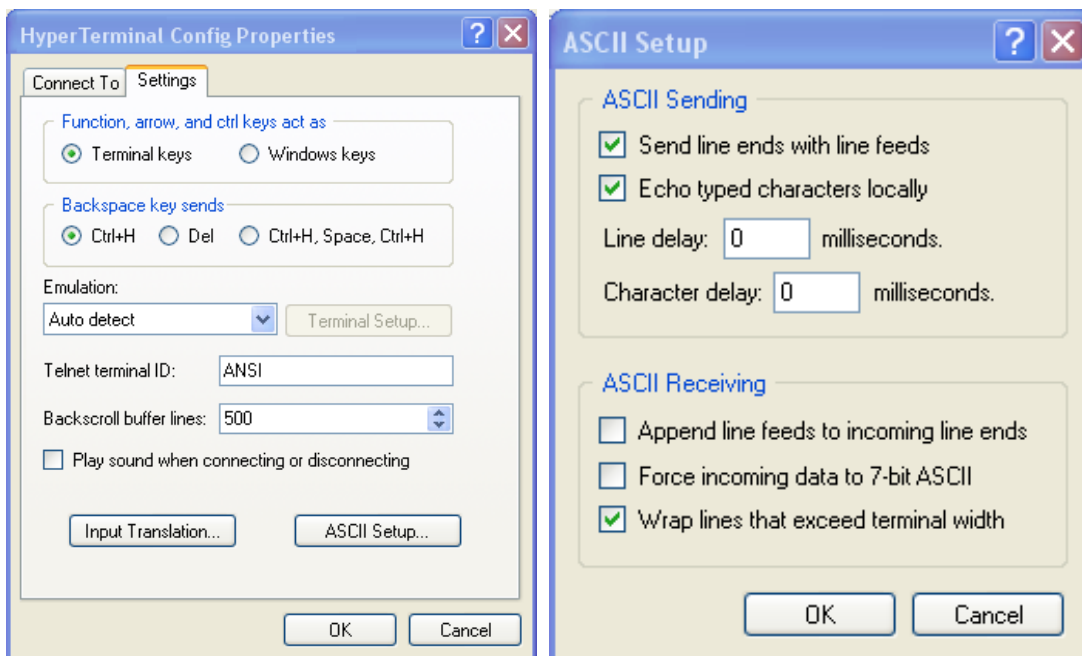 HyperTerminal Config Properties
Connect To Settings
Function, arrow, and ctrl keys act as
Terminal keys Windows keys
Backspace key sends
Ctrl+H Del Ctrl+H, Space, Ctrl+H
Emulation:
Auto detect Terminal Setup...
Telnet terminal ID: ANSI
Backscroll buffer lines: 500
Play sound when connecting or disconnecting
Input Translation... ASCII Setup...
OK Cancel
ASCII Setup
ASCII Sending
Send line ends with line feeds
Echo typed characters locally
Line delay: 0 milliseconds.
Character delay: 0 milliseconds.
ASCII Receiving
Append line feeds to incoming line ends
Force incoming data to 7-bit ASCII
Wrap lines that exceed terminal width
OK Cancel